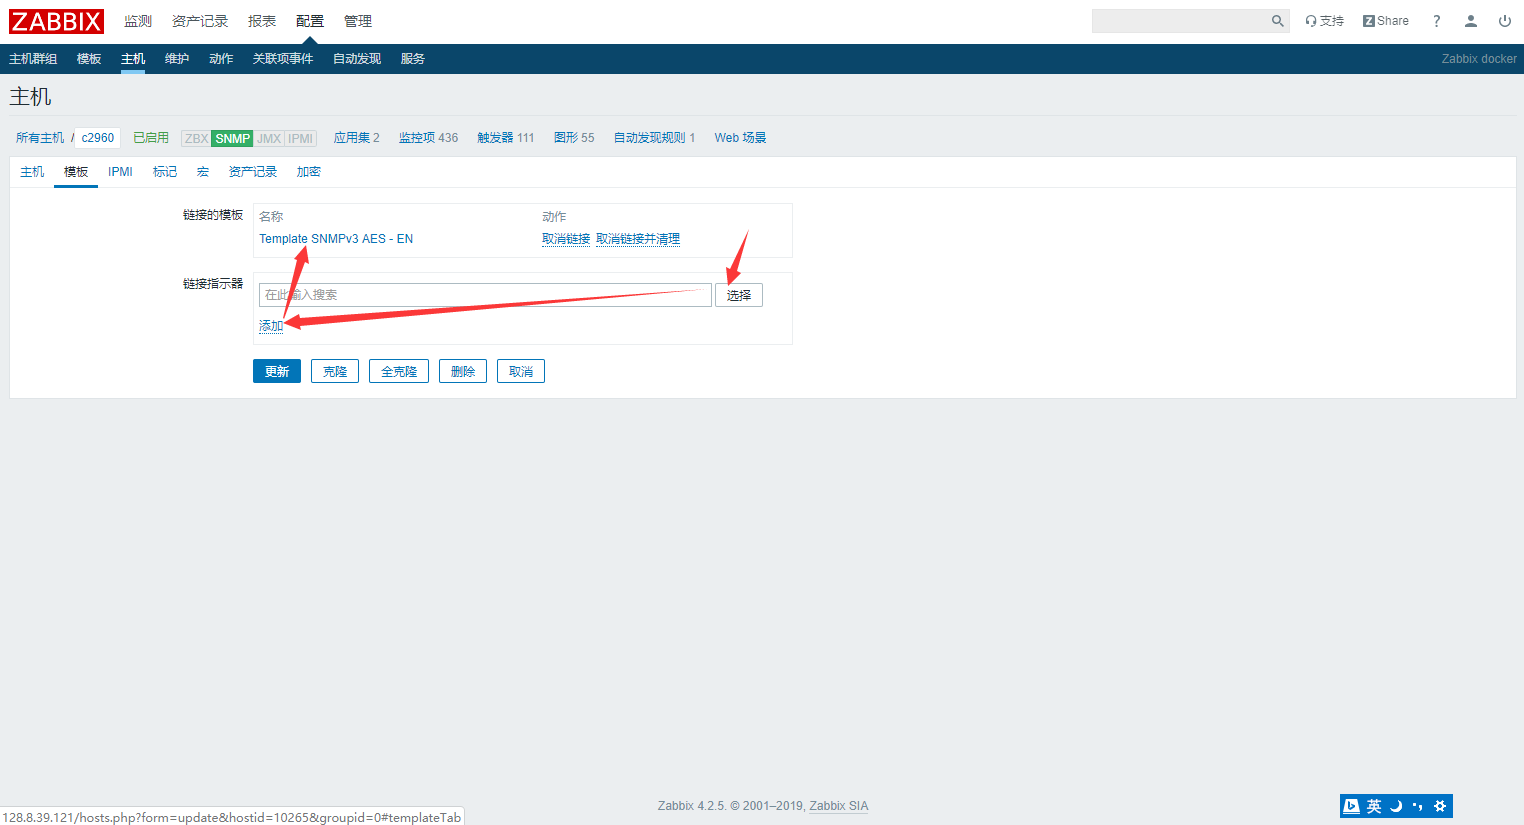 ZABBIX 监测 资产记录 报表 配置 管理 支持 Z Share ?
主机群组 模板 主机 维护 动作 关联项事件 自动发现 服务 Zabbix docker
主机
所有主机 / c2960 已启用 ZBX SNMP JMX IPMI 应用集 2 监控项 436 触发器 111 图形 55 自动发现规则 1 Web 场景
主机 模板 IPMI 标记 宏 资产记录 加密
链接的模板 名称 动作
Template SNMPv3 AES - EN 取消链接 取消链接并清理
链接指示器 在此输入搜索 选择
添加
更新 克隆 全克隆 删除 取消
Zabbix 4.2.5. © 2001–2019, Zabbix SIA
英
128.8.39.121/hosts.php?form=update&hostid=10265&groupid=0#templateTab